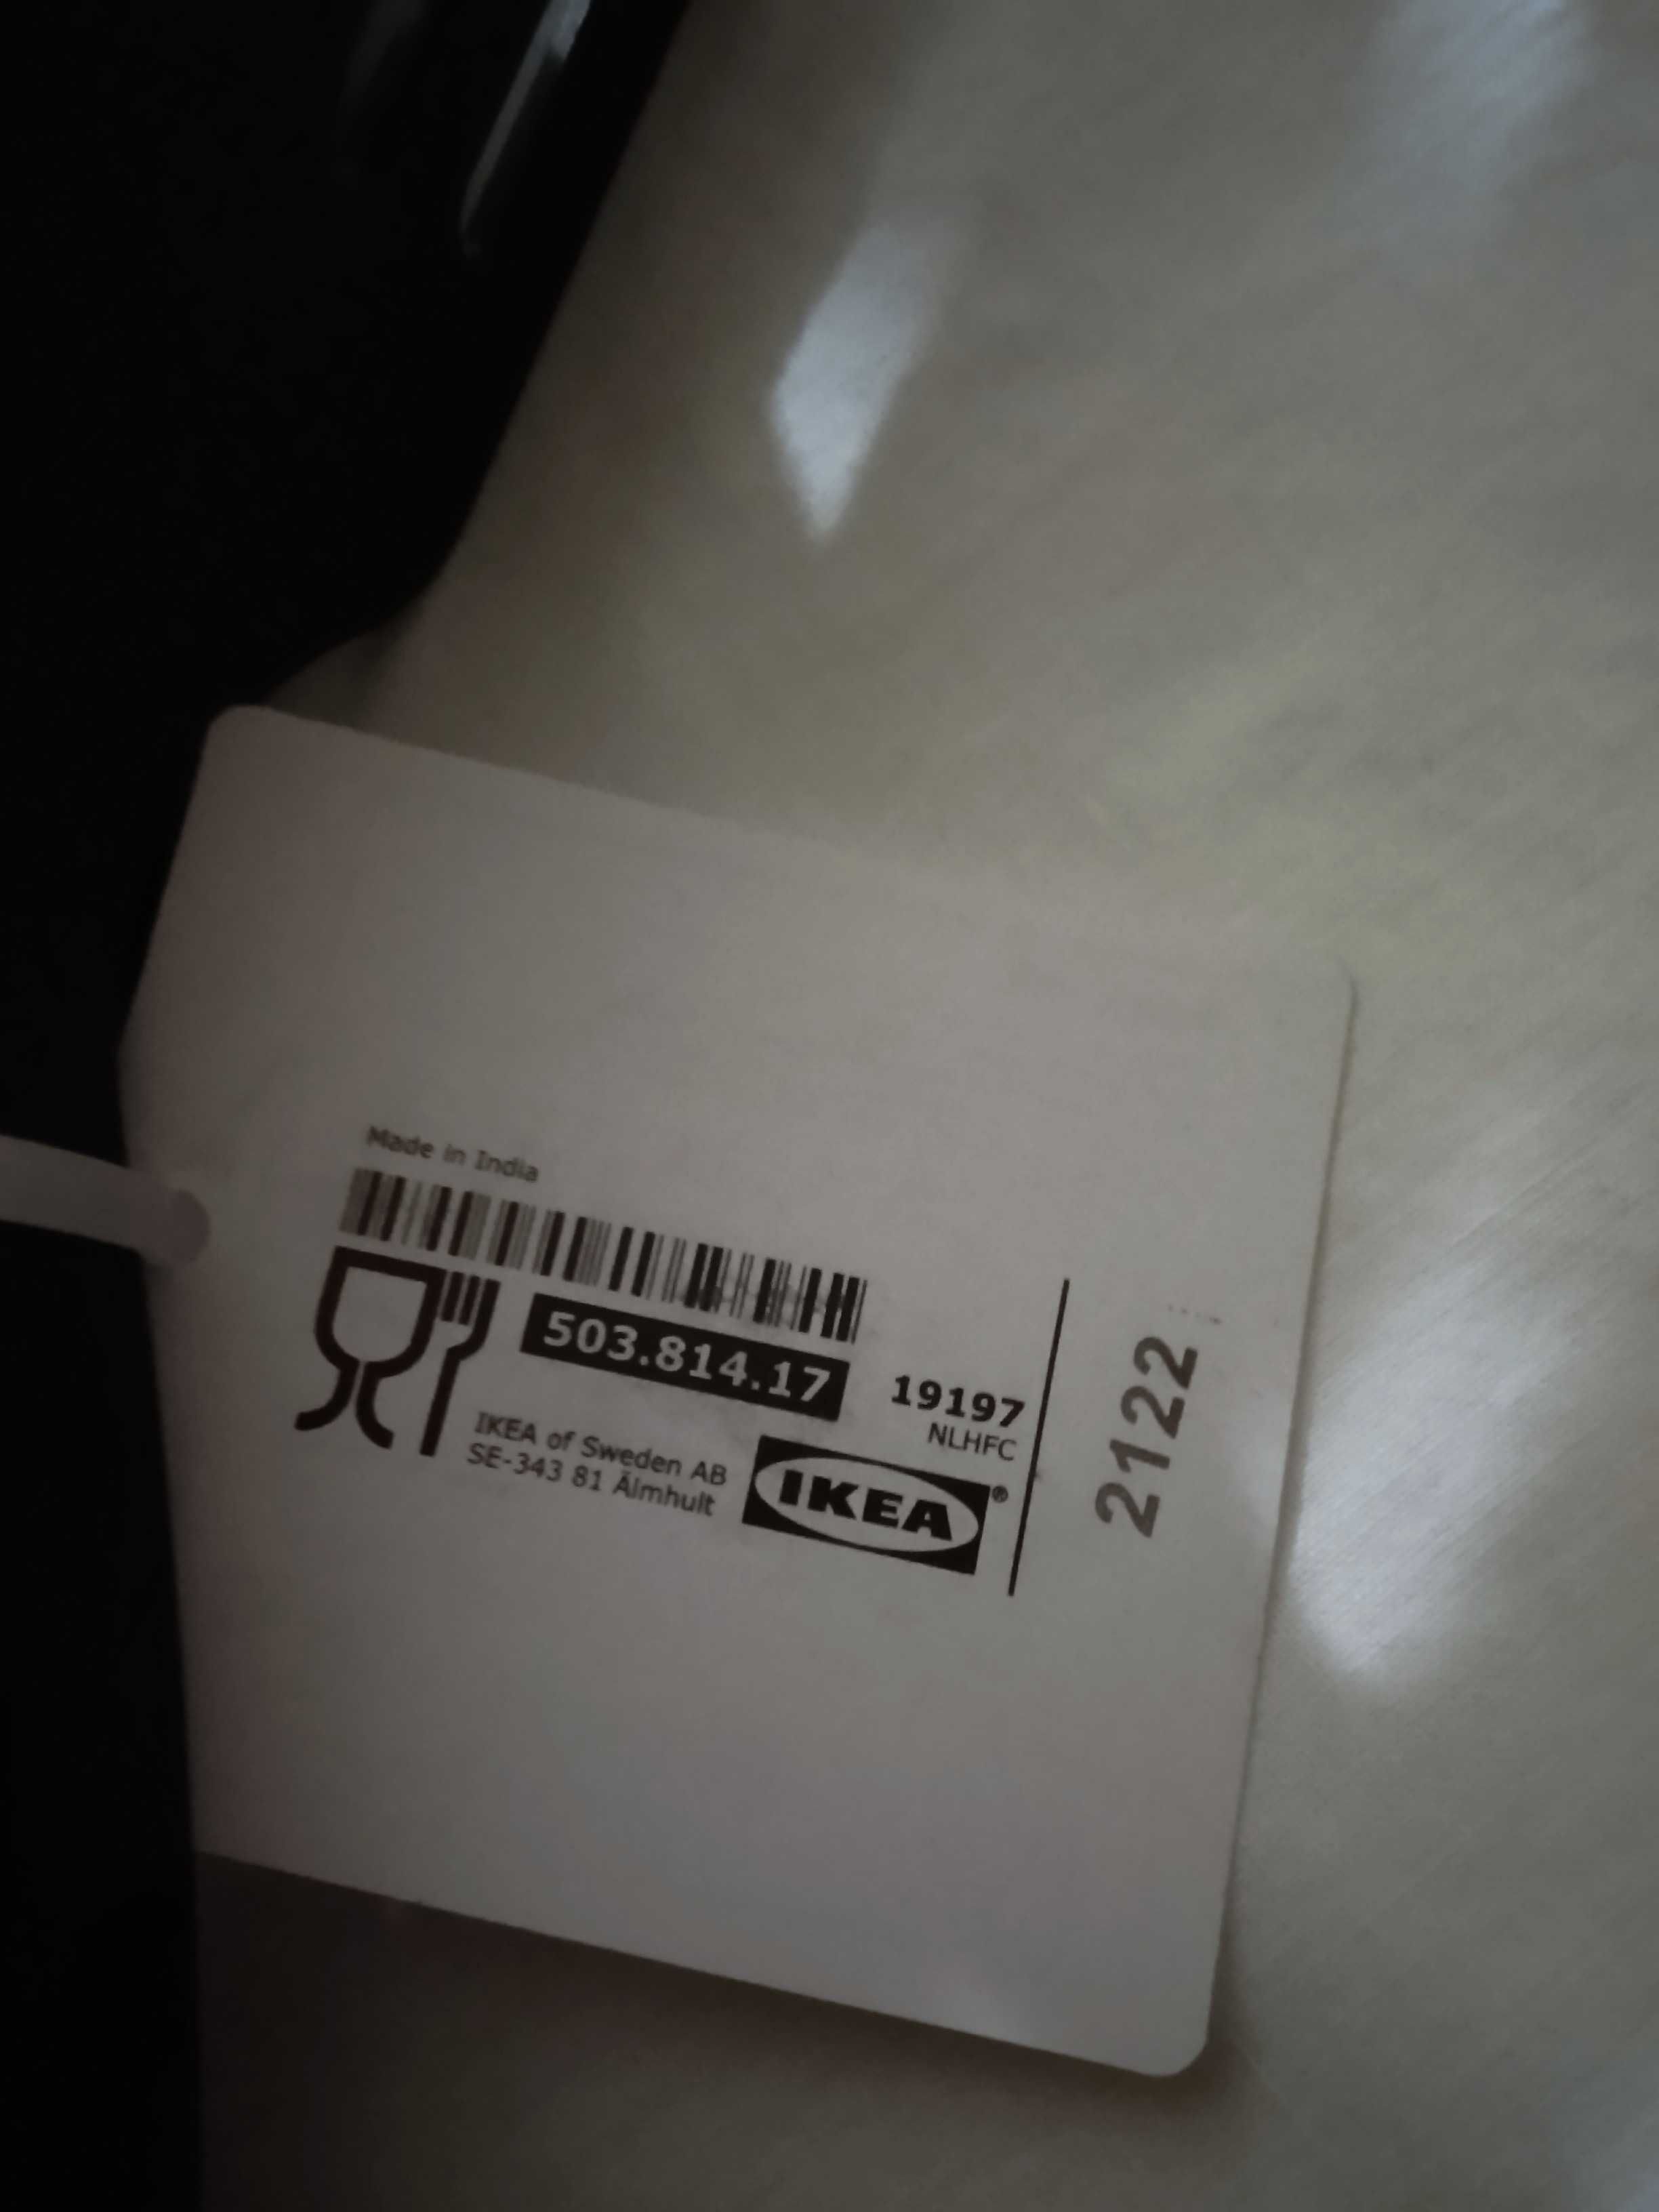 Made in India
503.814.17
19197
NLHFC
IKEA of Sweden AB
SE-343 81 Älmhult
IKEA®
2122